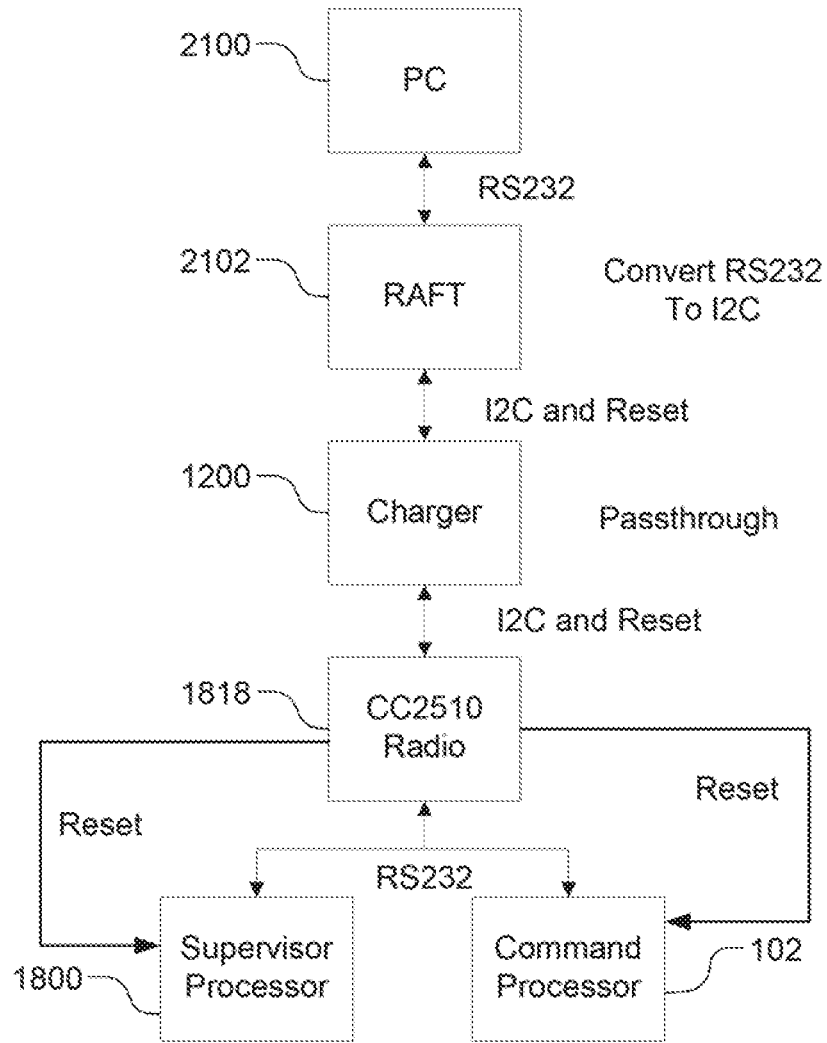 2100
PC
RS232
2102
RAFT
Convert RS232
To I2C
I2C and Reset
1200
Charger
Passthrough
I2C and Reset
1818
CC2510
Radio
Reset
Reset
RS232
Supervisor
Processor
Command
Processor
1800
102